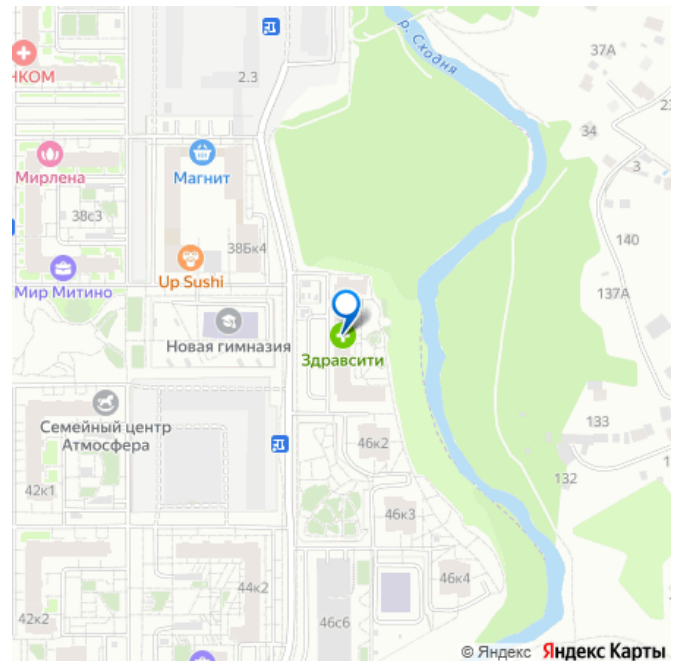 р. Сходня
37А
НКОМ
2.3
34
3
Мирлена
Магнит
38с3
38Бк4
140
Up Sushi
Мир Митино
137А
Новая гимназия
Здравсити
Семейный центр
Атмосфера
133
46к2
132
42к1
46к3
44к2
46к4
42к2
46с6
© Яндекс Яндекс Карты